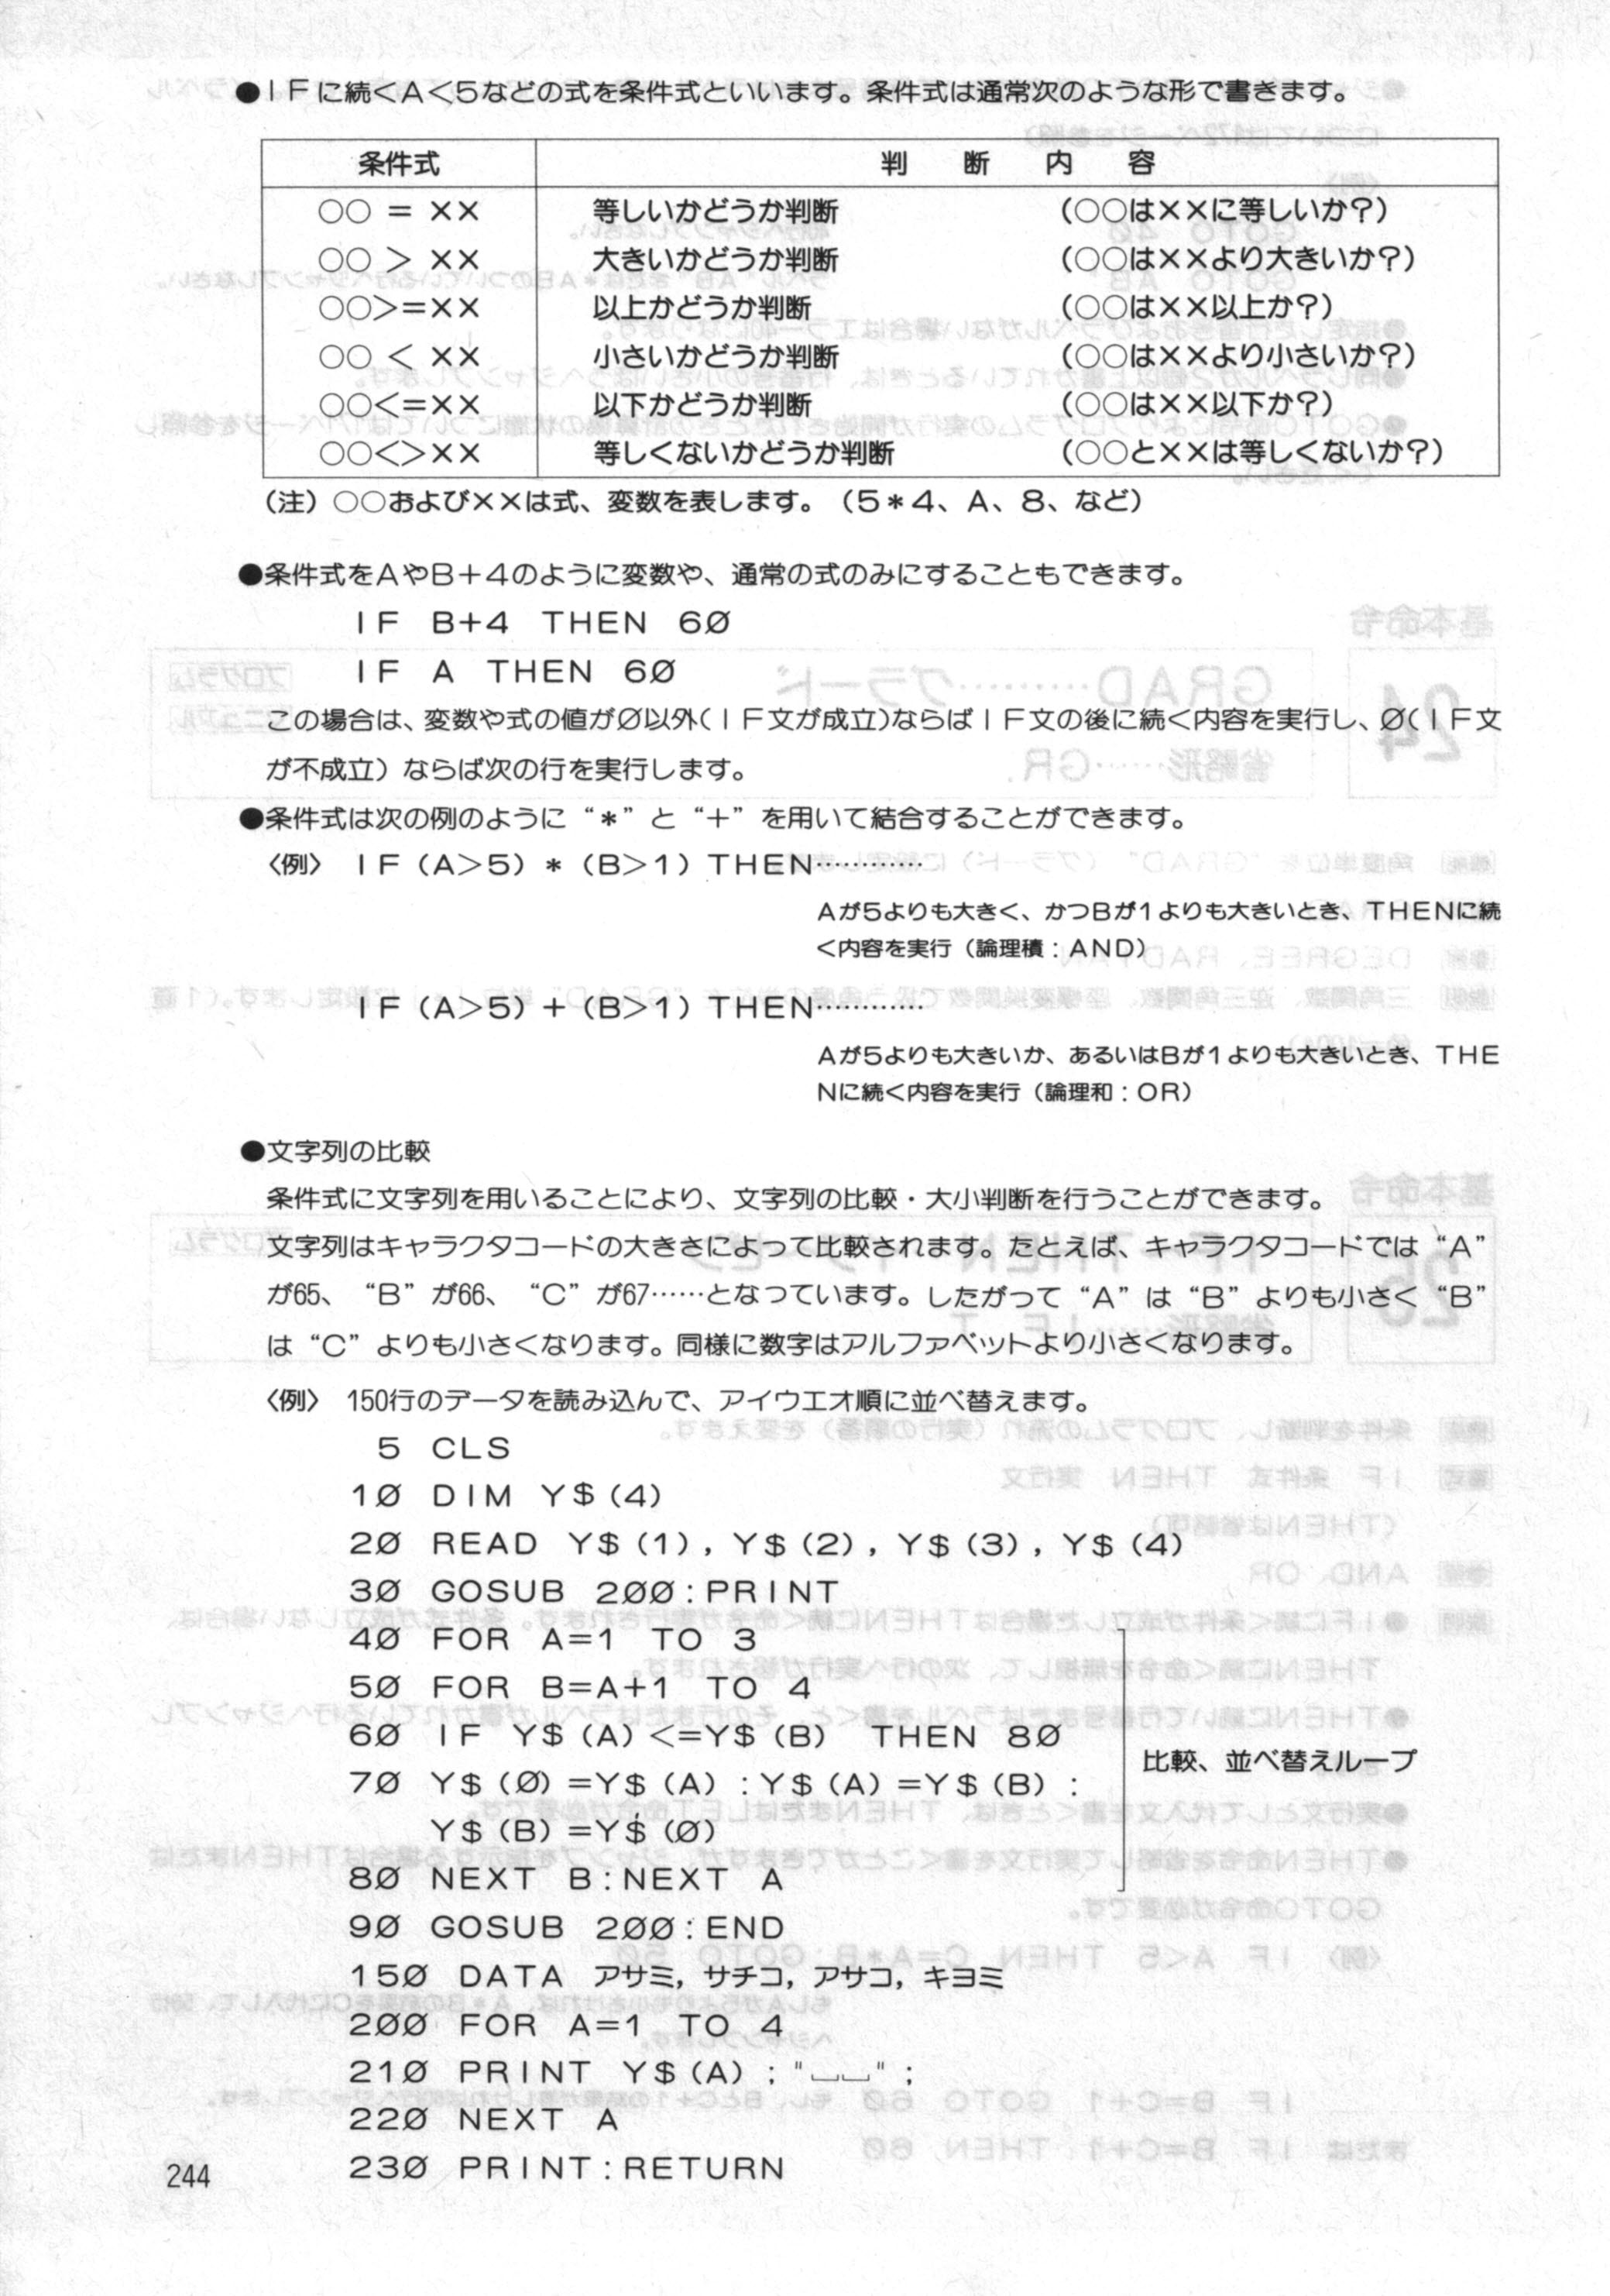 ●IFに続くA<5などの式を条件式といいます。条件式は通常次のような形で書きます。
条件式 判断内容
○○ = ×× 等しいかどうか判断 (○○は××に等しいか?)
○○ > ×× 大きいかどうか判断 (○○は××より大きいか?)
○○>=×× 以上かどうか判断 (○○は××以上か?)
○○ < ×× 小さいかどうか判断 (○○は××より小さいか?)
○○<=×× 以下かどうか判断 (○○は××以下か?)
○○<>×× 等しくないかどうか判断 (○○と××は等しくないか?)
(注) ○○および××は式、変数を表します。(5*4、A、8、など)
●条件式をAやB+4のように変数や、通常の式のみにすることもできます。
IF B+4 THEN 6Ø
IF A THEN 6Ø
この場合は、変数や式の値がØ以外(IF文が成立)ならばIF文の後に続く内容を実行し、Ø(IF文
が不成立)ならば次の行を実行します。
●条件式は次の例のように“*”と“+”を用いて結合することができます。
〈例〉 IF (A>5) * (B>1) THEN…………
Aが5よりも大きく、かつBが1よりも大きいとき、THENに続
く内容を実行(論理積:AND)
IF (A>5) + (B>1) THEN…………
Aが5よりも大きいか、あるいはBが1よりも大きいとき、THE
Nに続く内容を実行(論理和:OR)
●文字列の比較
条件式に文字列を用いることにより、文字列の比較・大小判断を行うことができます。
文字列はキャラクタコードの大きさによって比較されます。たとえば、キャラクタコードでは“A”
が65、“B”が66、“C”が67……となっています。したがって“A”は“B”よりも小さく“B”
は“C”よりも小さくなります。同様に数字はアルファベットより小さくなります。
〈例〉 150行のデータを読み込んで、アイウエオ順に並べ替えます。
5 CLS
1Ø DIM Y$(4)
2Ø READ Y$(1), Y$(2), Y$(3), Y$(4)
3Ø GOSUB 2ØØ:PRINT
4Ø FOR A=1 TO 3
5Ø FOR B=A+1 TO 4
6Ø IF Y$(A)<=Y$(B) THEN 8Ø
比較、並べ替えループ
7Ø Y$(Ø)=Y$(A):Y$(A)=Y$(B):
Y$(B)=Y$(Ø)
8Ø NEXT B:NEXT A
9Ø GOSUB 2ØØ:END
15Ø DATA アサミ, サチコ, アサコ, キヨミ
2ØØ FOR A=1 TO 4
21Ø PRINT Y$(A);"␣␣";
22Ø NEXT A
23Ø PRINT:RETURN
244